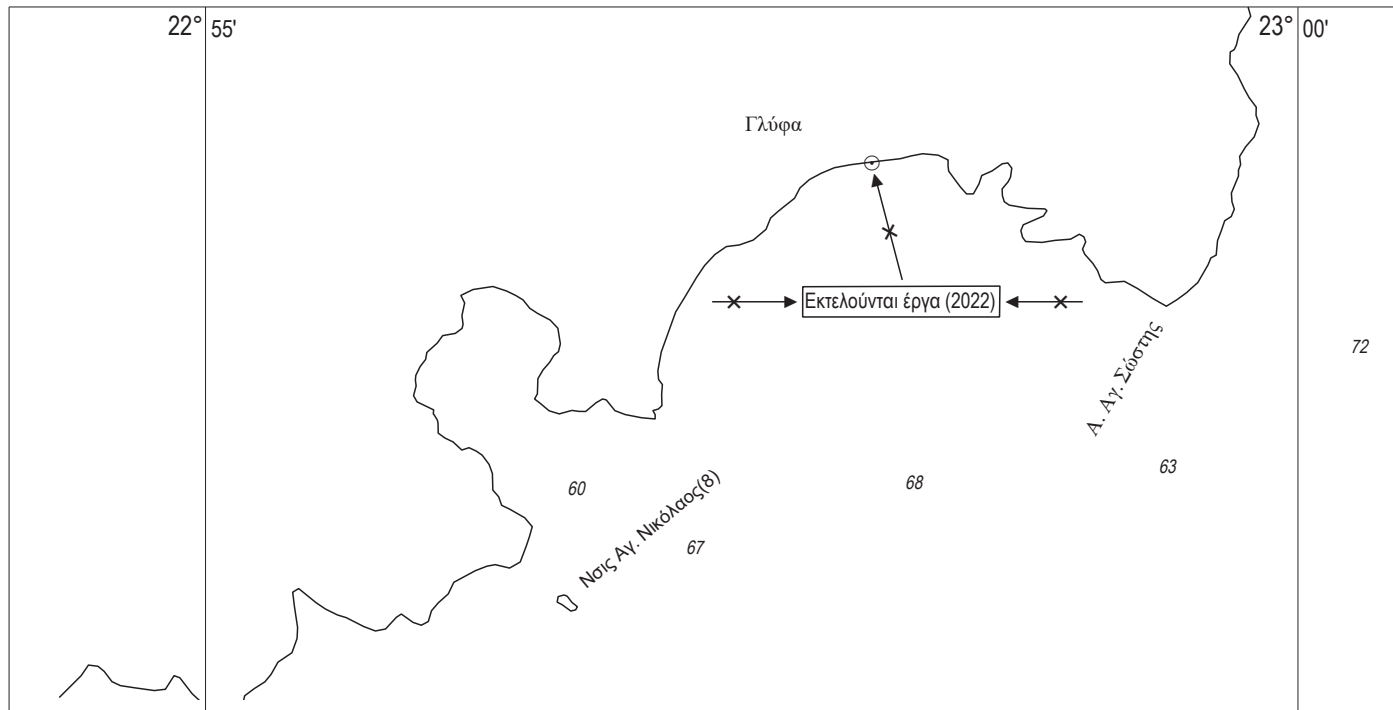 22° 55'
23° 00'
Γλύφα
Εκτελούνται έργα (2022)
72
Α. Αγ. Σώστης
63
60
68
Νσις Αγ. Νικόλαος(8)
67